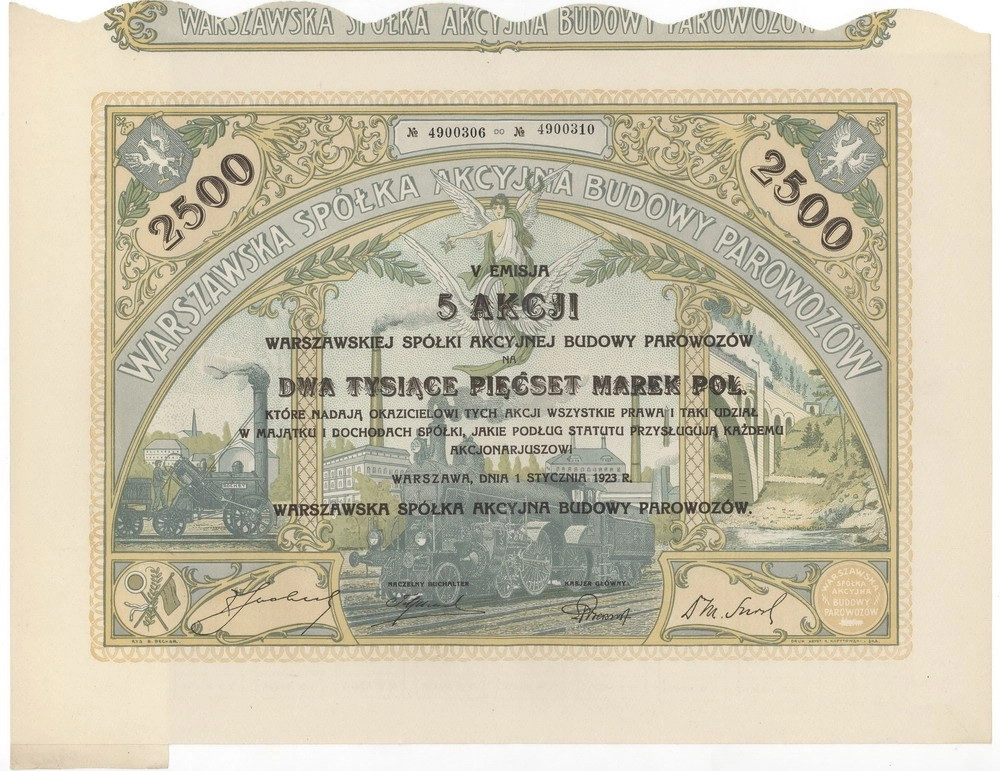 WARSZAWSKA SPÓŁKA AKCYJNA BUDOWY PAROWOZÓW
№ 4900306 DO № 4900310
2500
2500
WARSZAWSKA SPÓŁKA AKCYJNA BUDOWY PAROWOZÓW
V EMISJA
5 AKCJI
WARSZAWSKIEJ SPÓŁKI AKCYJNEJ BUDOWY PAROWOZÓW
NA
DWA TYSIĄCE PIĘĆSET MAREK POL.
KTÓRE NADAJĄ OKAZICIELOWI TYCH AKCJI WSZYSTKIE PRAWA I TAKI UDZIAŁ
W MAJĄTKU I DOCHODACH SPÓŁKI, JAKIE PODŁUG STATUTU PRZYSŁUGUJĄ KAŻDEMU
AKCJONARJUSZOWI
WARSZAWA, DNIA 1 STYCZNIA 1923 R.
WARSZAWSKA SPÓŁKA AKCYJNA BUDOWY PAROWOZÓW.
NACZELNY BUCHALTER
KASJER GŁÓWNY
WARSZAWSKA
SPÓŁKA
AKCYJNA
BUDOWY
PAROWOZÓW